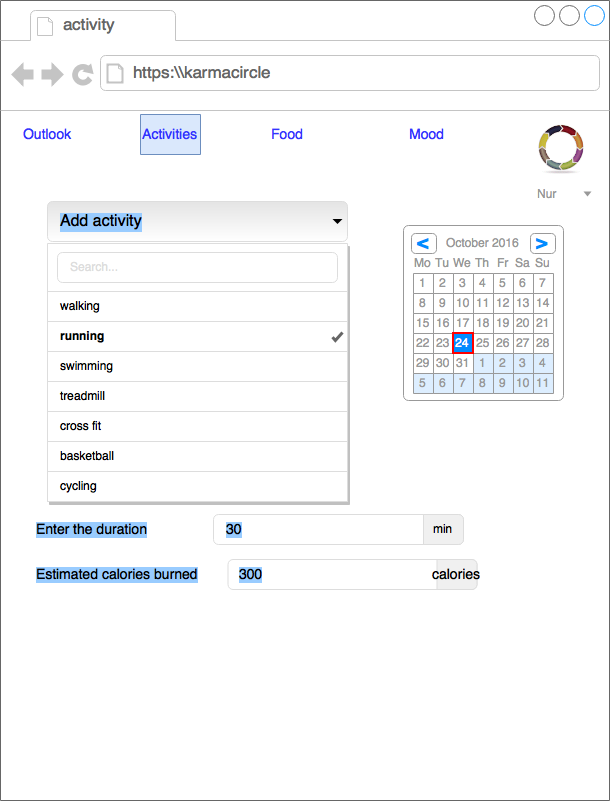 activity
https:\\karmacircle
Outlook Activities Food Mood
Nur
Add activity
Search...
walking
running
swimming
treadmill
cross fit
basketball
cycling
< October 2016 >
Mo Tu We Th Fr Sa Su
1 2 3 4 5 6 7
8 9 10 11 12 13 14
15 16 17 18 19 20 21
22 23 24 25 26 27 28
29 30 31 1 2 3 4
5 6 7 8 9 10 11
Enter the duration 30 min
Estimated calories burned 300 calories